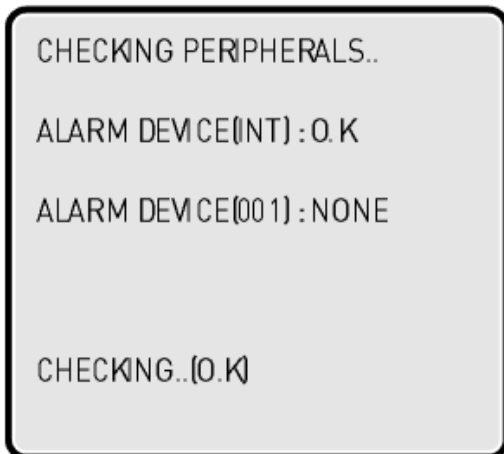 CHECKING PERIPHERALS..
ALARM DEVICE(INT) : O.K
ALARM DEVICE(001) : NONE
CHECKING..(O.K)